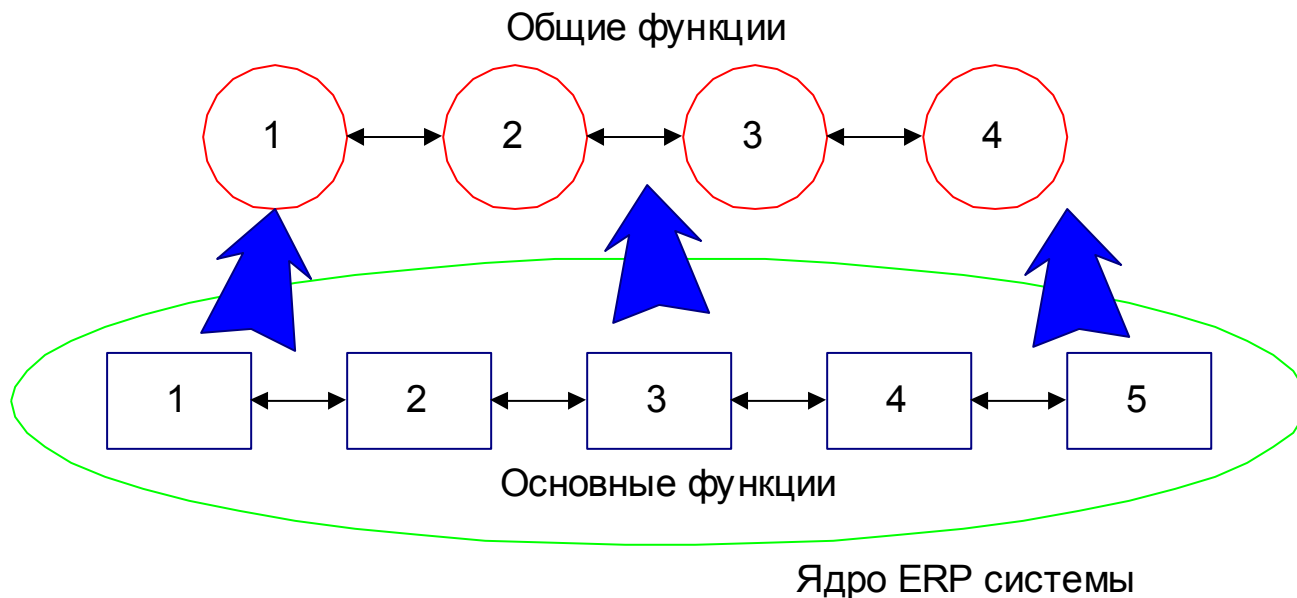 Общие функции
1 2 3 4
1 2 3 4 5
Основные функции
Ядро ERP системы